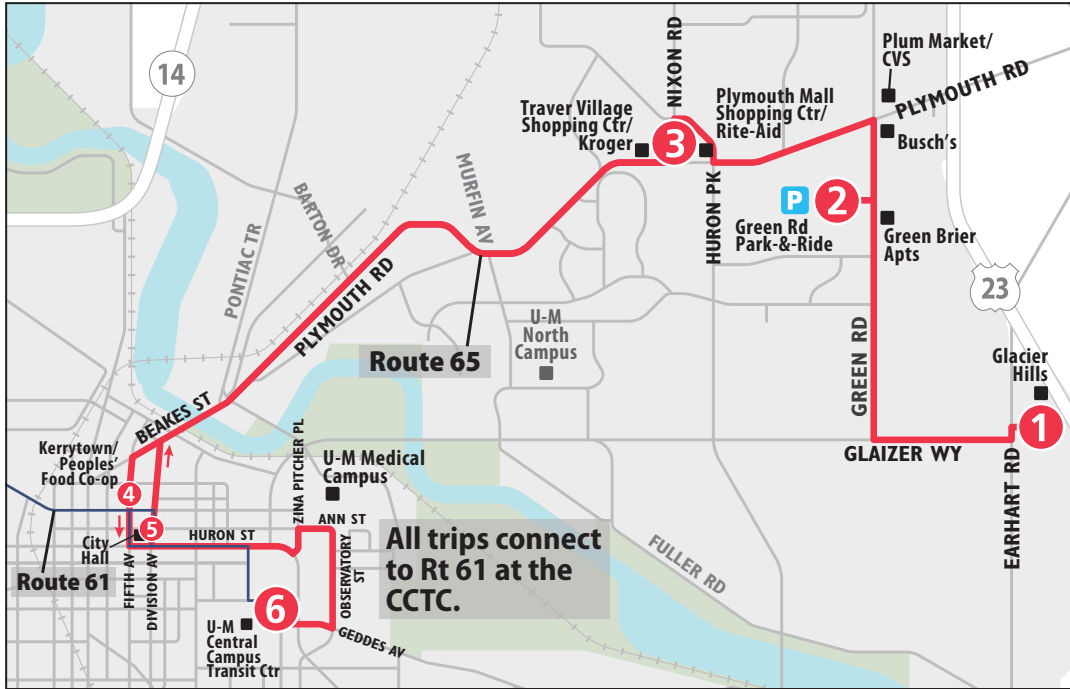 14
NIXON RD
Plum Market/
CVS
PLYMOUTH RD
Traver Village
Shopping Ctr/
Kroger
3
Plymouth Mall
Shopping Ctr/
Rite-Aid
Busch's
MURFIN AV
BARTON DR
PONTIAC TR
HURON PK
P
2
Green Rd
Park-&-Ride
Green Brier
Apts
23
PLYMOUTH RD
U-M
North
Campus
Route 65
GREEN RD
Glacier
Hills
1
GLAIZER WY
EARHART RD
BEAKES ST
Kerrytown/
Peoples'
Food Co-op
4
5
ZINA PITCHER PL
U-M Medical
Campus
ANN ST
HURON ST
City
Hall
Route 61
FIFTH AV
DIVISION AV
OBSERVATORY
ST
All trips connect
to Rt 61 at the
CCTC.
FULLER RD
6
U-M
Central
Campus
Transit Ctr
GEDDES AV